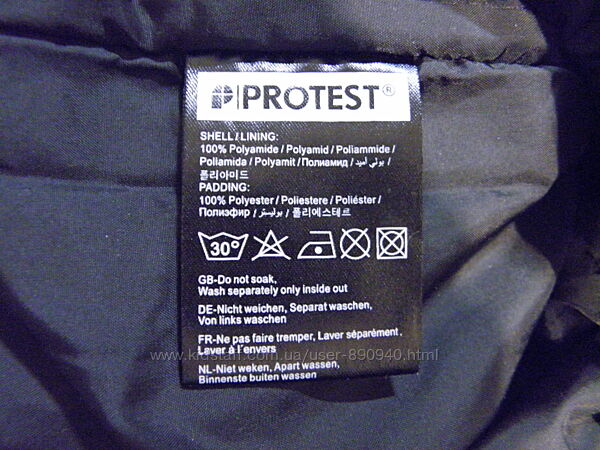 P|PROTEST®
SHELL / LINING:
100% Polyamide / Polyamid / Poliammide /
Poliamida / Polyamit / Полиамид / بولي أميد /
폴리아미드
PADDING:
100% Polyester / Poliestere / Poliéster /
Полиэфир / بوليستر / 폴리에스테르
30°
GB-Do not soak,
Wash separately only inside out
DE-Nicht weichen, Separat waschen,
Von links waschen
FR-Ne pas faire tremper, Laver séparément,
Laver à l'envers
www.kidstaff.com.ua/user-890940.html
NL-Niet weken, Apart wassen,
Binnenste buiten wassen